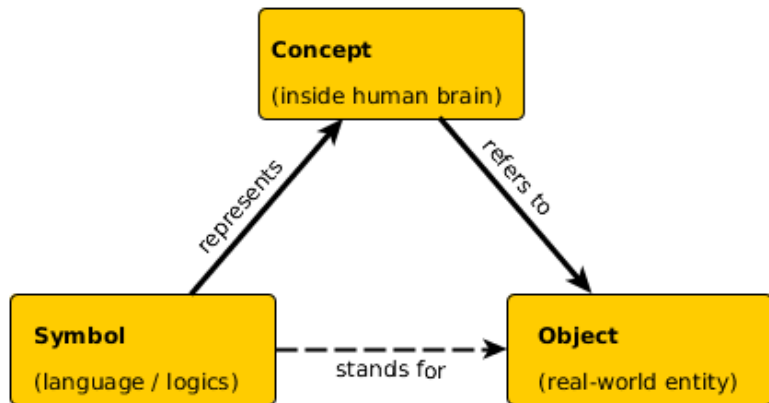 Concept
(inside human brain)
represents
refers to
Symbol
(language / logics)
stands for
Object
(real-world entity)